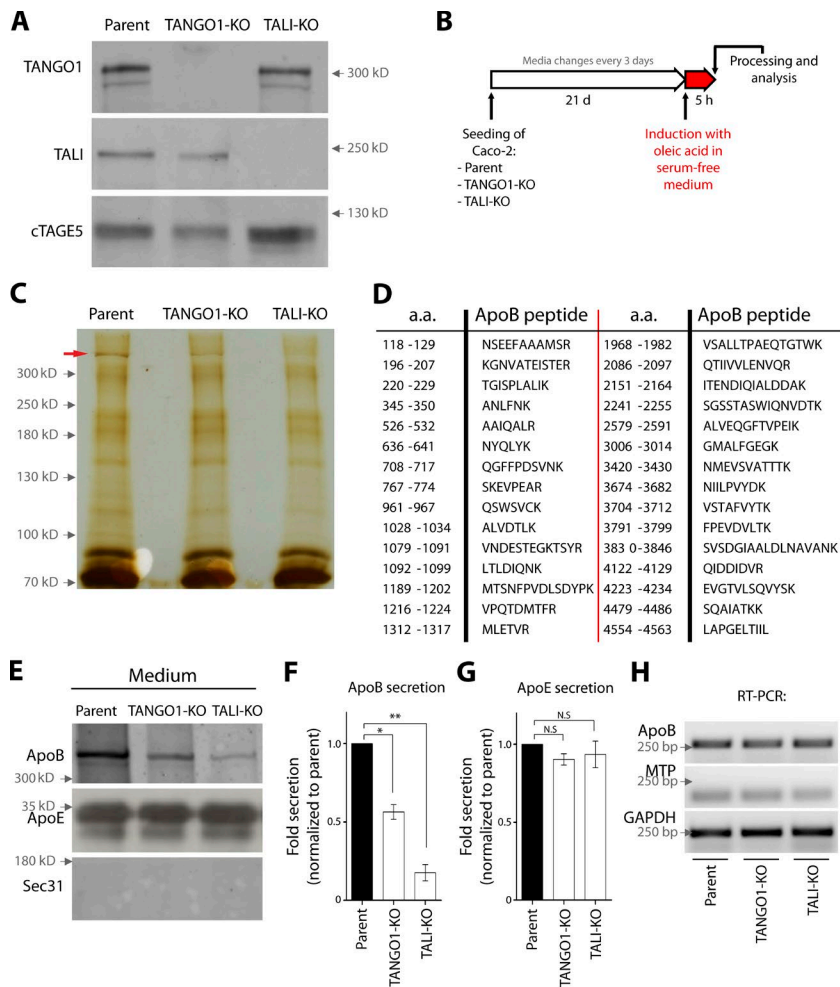 A
Parent TANGO1-KO TALI-KO
TANGO1
300 kD
TALI
250 kD
130 kD
cTAGE5
B
Media changes every 3 days
Processing and
analysis
21 d
5 h
Seeding of
Caco-2:
- Parent
- TANGO1-KO
- TALI-KO
Induction with
oleic acid in
serum-free
medium
C
Parent TANGO1-KO TALI-KO
300 kD
250 kD
180 kD
130 kD
100 kD
70 kD
D
a.a. ApoB peptide a.a. ApoB peptide
118 -129 NSEEFAAAMSR 1968 -1982 VSALLTPAEQTGTWK
196 -207 KGNVATEISTER 2086 -2097 QTIIVVLENVQR
220 -229 TGISPLALIK 2151 -2164 ITENDIQIALDDAK
345 -350 ANLFNK 2241 -2255 SGSSTASWIQNVDTK
526 -532 AAIQALR 2579 -2591 ALVEQGFTVPEIK
636 -641 NYQLYK 3006 -3014 GMALFGEGK
708 -717 QGFFPDSVNK 3420 -3430 NMEVSVATTTK
767 -774 SKEVPEAR 3674 -3682 NIILPVYDK
961 -967 QSWSVCK 3704 -3712 VSTAFVYTK
1028 -1034 ALVDTLK 3791 -3799 FPEVDVLTK
1079 -1091 VNDESTEGKTSYR 383 0-3846 SVSDGIAALDLNAVANK
1092 -1099 LTLDIQNK 4122 -4129 QIDDIDVR
1189 -1202 MTSNFPVDLSDYPK 4223 -4234 EVGTVLSQVYSK
1216 -1224 VPQTDMTFR 4479 -4486 SQAIATKK
1312 -1317 MLETVR 4554 -4563 LAPGELTIIL
E
Medium
Parent TANGO1-KO TALI-KO
ApoB
300 kD
35 kD
ApoE
180 kD
Sec31
F
ApoB secretion
**
*
1.0
0.5
0
Fold secretion
(normalized to parent)
Parent
TANGO1-KO
TALI-KO
G
ApoE secretion
N.S
N.S
1.0
0.5
0
Fold secretion
(normalized to parent)
Parent
TANGO1-KO
TALI-KO
H
RT-PCR:
ApoB
250 bp
MTP
GAPDH
250 bp
Parent
TANGO1-KO
TALI-KO